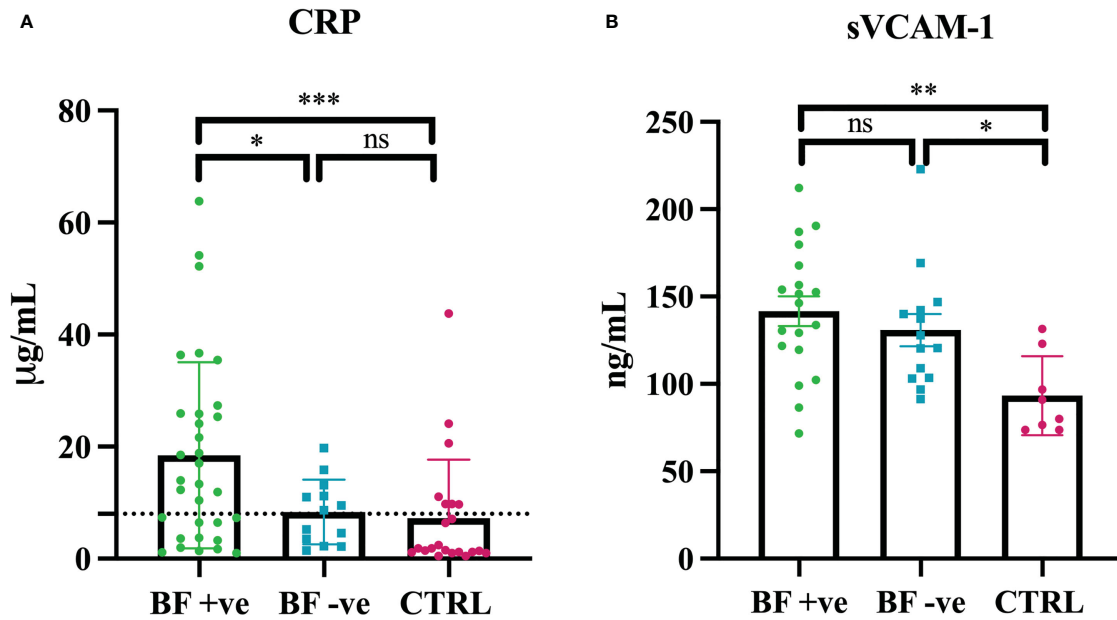 A
CRP
***
*
ns
80
60
40
20
0
μg/mL
BF +ve
BF -ve
CTRL
B
sVCAM-1
**
ns
*
250
200
150
100
50
0
ng/mL
BF +ve
BF -ve
CTRL